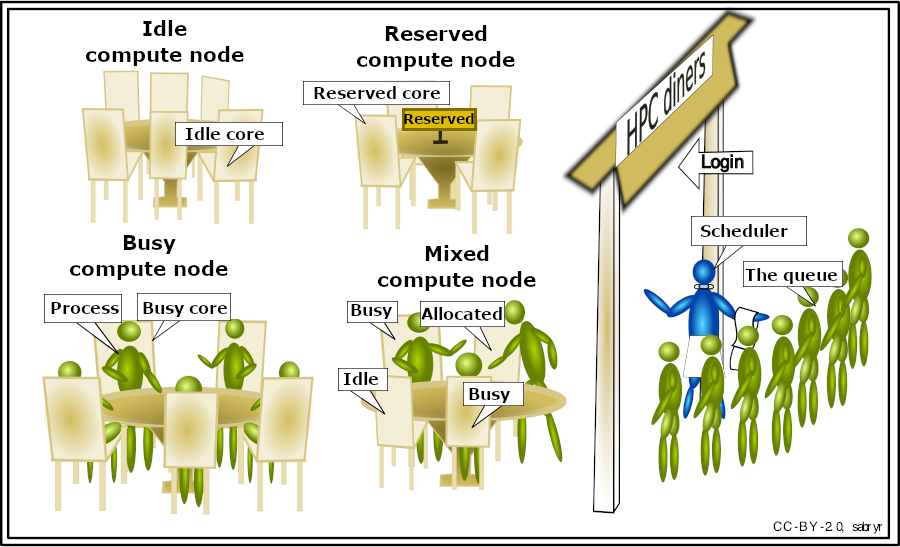 Idle
compute node
Idle core
Reserved
compute node
Reserved core
Reserved
HPC diners
Login
Scheduler
The queue
Busy
compute node
Process
Busy core
Mixed
compute node
Busy
Allocated
Idle
Busy
CC-BY-2.0, sabryr